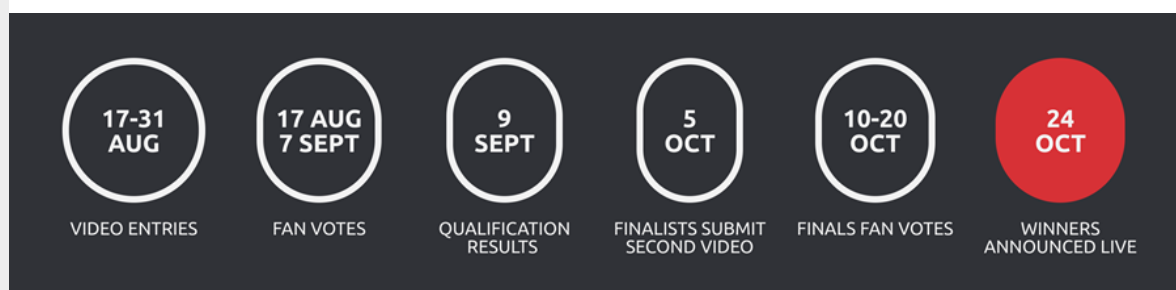 17-31
AUG
VIDEO ENTRIES
17 AUG
7 SEPT
FAN VOTES
9
SEPT
QUALIFICATION
RESULTS
5
OCT
FINALISTS SUBMIT
SECOND VIDEO
10-20
OCT
FINALS FAN VOTES
24
OCT
WINNERS
ANNOUNCED LIVE